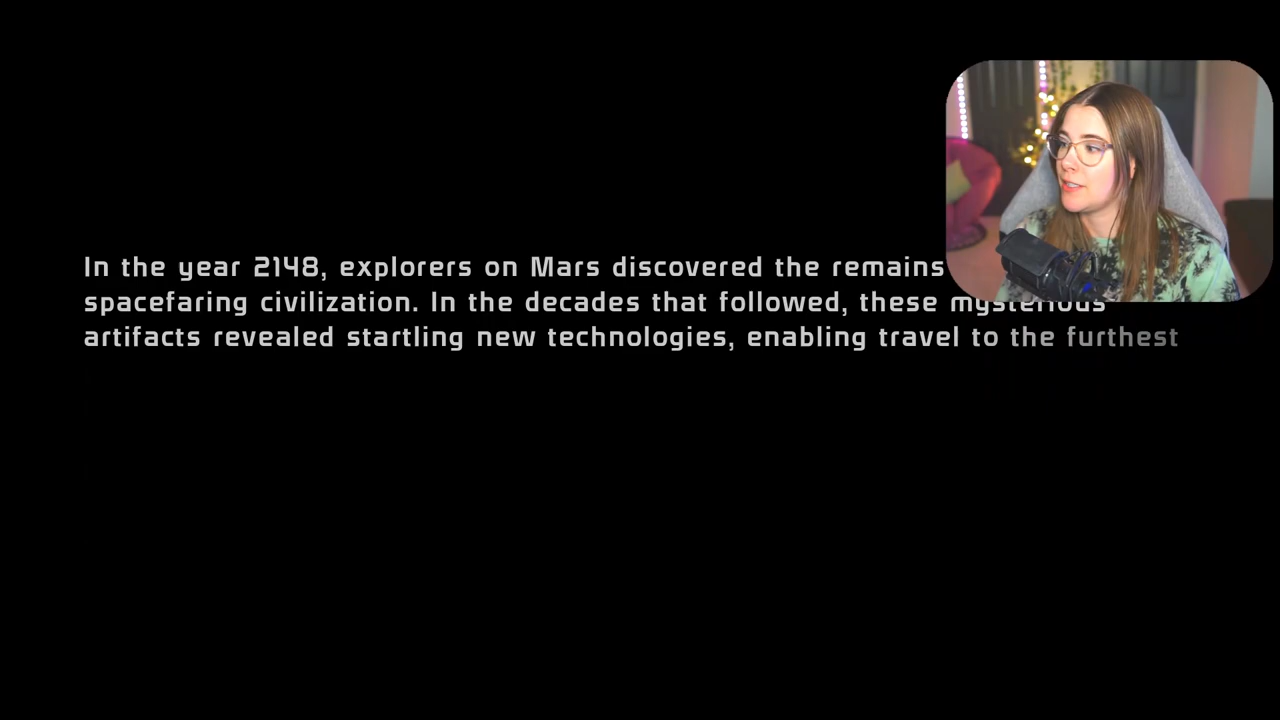 In the year 2148, explorers on Mars discovered the remains
spacefaring civilization. In the decades that followed, these mysterious
artifacts revealed startling new technologies, enabling travel to the furthest